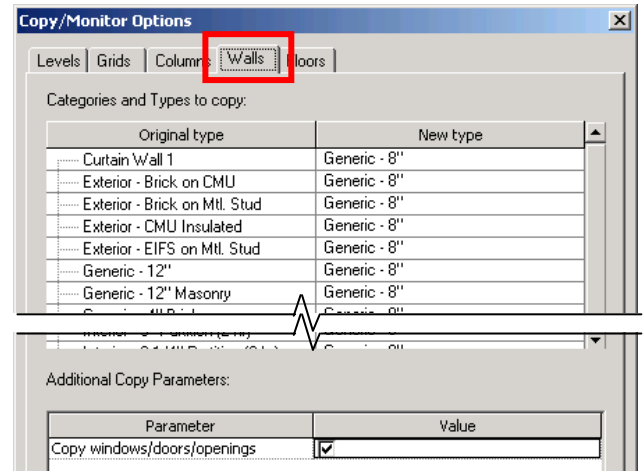 Copy/Monitor Options
Levels Grids Columns Walls Floors
Categories and Types to copy:
Original type New type
Curtain Wall 1 Generic - 8"
Exterior - Brick on CMU Generic - 8"
Exterior - Brick on Mtl. Stud Generic - 8"
Exterior - CMU Insulated Generic - 8"
Exterior - EIFS on Mtl. Stud Generic - 8"
Generic - 12" Generic - 8"
Generic - 12" Masonry Generic - 8"
Additional Copy Parameters:
Parameter Value
Copy windows/doors/openings